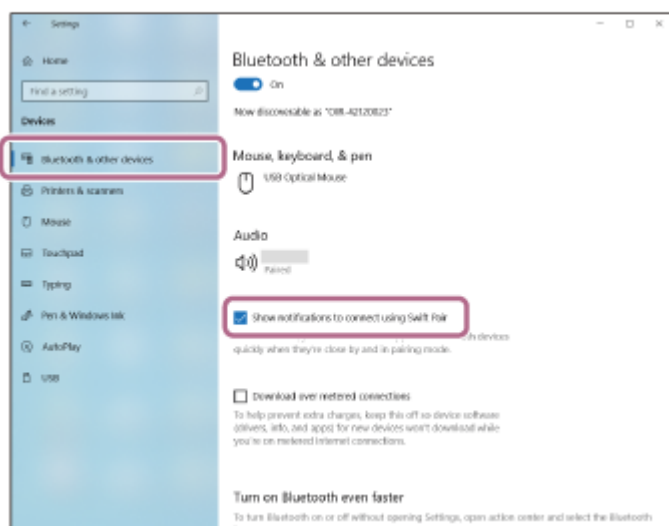 Settings
Home
Find a setting
Devices
Bluetooth & other devices
Printers & scanners
Mouse
Touchpad
Typing
Pen & Windows Ink
AutoPlay
USB
Bluetooth & other devices
On
Now discoverable as
Mouse, keyboard, & pen
USB Optical Mouse
Audio
Paired
Show notifications to connect using Swift Pair
devices
quickly when they're close by and in pairing mode.
Download over metered connections
To help prevent extra charges, keep this off so device software
(drivers, info, and apps) for new devices won't download while
you're on metered Internet connections.
Turn on Bluetooth even faster
To turn Bluetooth on or off without opening Settings, open action center and select the Bluetooth